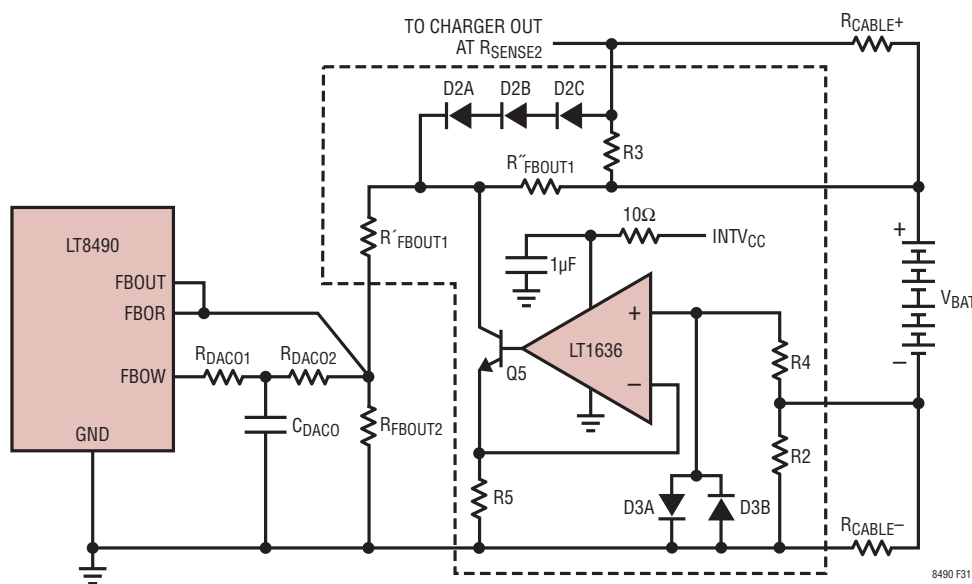 TO CHARGER OUT
AT RSENSE2
RCABLE+
D2A
D2B
D2C
R3
R˝FBOUT1
R´FBOUT1
10Ω
INTVCC
1µF
LT8490
FBOUT
FBOR
FBOW
GND
RDACO1
RDACO2
CDACO
RFBOUT2
+
LT1636
–
Q5
R5
R4
R2
D3A
D3B
+
VBAT
–
RCABLE–
8490 F31